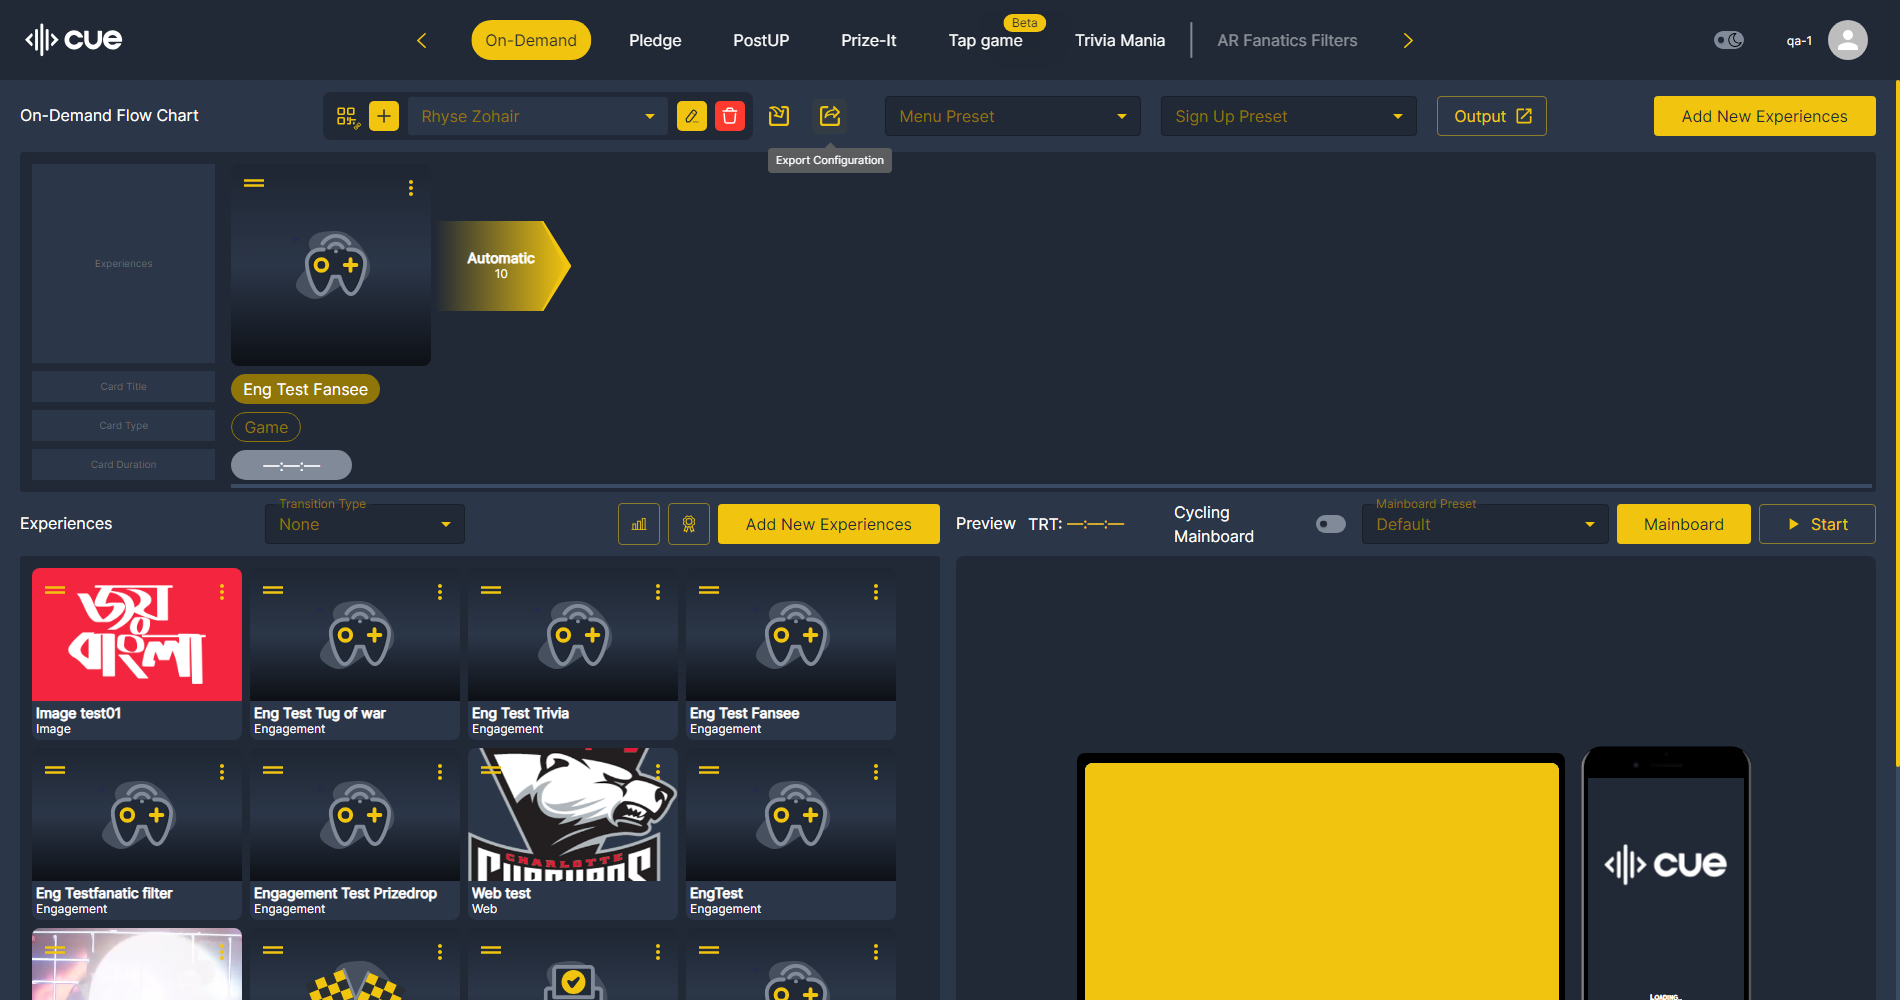 cue
On-Demand
Pledge
PostUP
Prize-It
Tap game
Beta
Trivia Mania
AR Fanatics Filters
qa-1
On-Demand Flow Chart
Rhyse Zohair
Menu Preset
Sign Up Preset
Output
Add New Experiences
Export Configuration
Experiences
Automatic
10
Card Title
Eng Test Fansee
Card Type
Game
Card Duration
—:—:—
Experiences
Transition Type
None
Add New Experiences
Preview
TRT: —:—:—
Cycling
Mainboard
Mainboard Preset
Default
Mainboard
Start
জয়
বাংলা
Image test01
Image
Eng Test Tug of war
Engagement
Eng Test Trivia
Engagement
Eng Test Fansee
Engagement
Eng Testfanatic filter
Engagement
Engagement Test Prizedrop
Engagement
CHARLOTTE
Web test
Web
EngTest
Engagement
cue
LOADING...